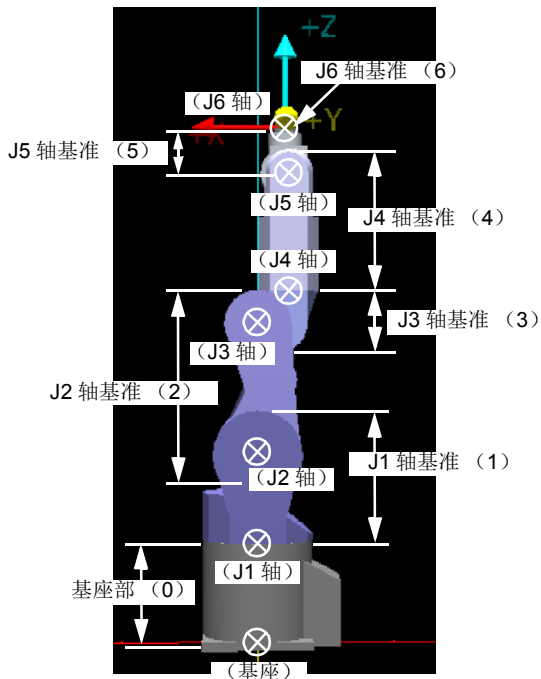 +Z
J6 轴基准 （6）
（J6 轴）
+X
+Y
J5 轴基准 （5）
（J5 轴）
J4 轴基准 （4）
（J4 轴）
J3 轴基准 （3）
（J3 轴）
J2 轴基准 （2）
J1 轴基准 （1）
（J2 轴）
（J1 轴）
基座部 （0）
（基座）